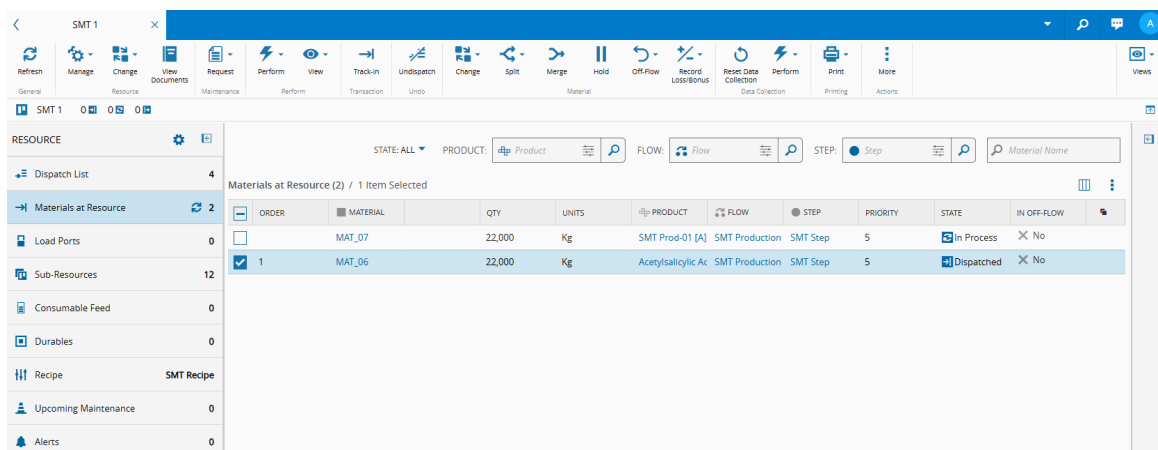 SMT 1
A
Refresh
Manage
Change
View Documents
Request
Perform
View
Track-In
Undispatch
Change
Split
Merge
Hold
Off-Flow
Record Loss/Bonus
Reset Data Collection
Perform
Print
More
Views
General
Resource
Maintenance
Perform
Transaction
Undo
Material
Data Collection
Printing
Actions
SMT 1 0 0 0
RESOURCE
STATE: ALL PRODUCT: Product FLOW: Flow STEP: Step Material Name
Dispatch List 4
Materials at Resource 2
Load Ports 0
Sub-Resources 12
Consumable Feed 0
Durables 0
Recipe SMT Recipe
Upcoming Maintenance 0
Alerts 0
Materials at Resource (2) / 1 Item Selected
ORDER MATERIAL QTY UNITS PRODUCT FLOW STEP PRIORITY STATE IN OFF-FLOW
MAT_07 22,000 Kg SMT Prod-01 [A] SMT Production SMT Step 5 In Process No
1 MAT_06 22,000 Kg Acetylsalicylic Ac SMT Production SMT Step 5 Dispatched No